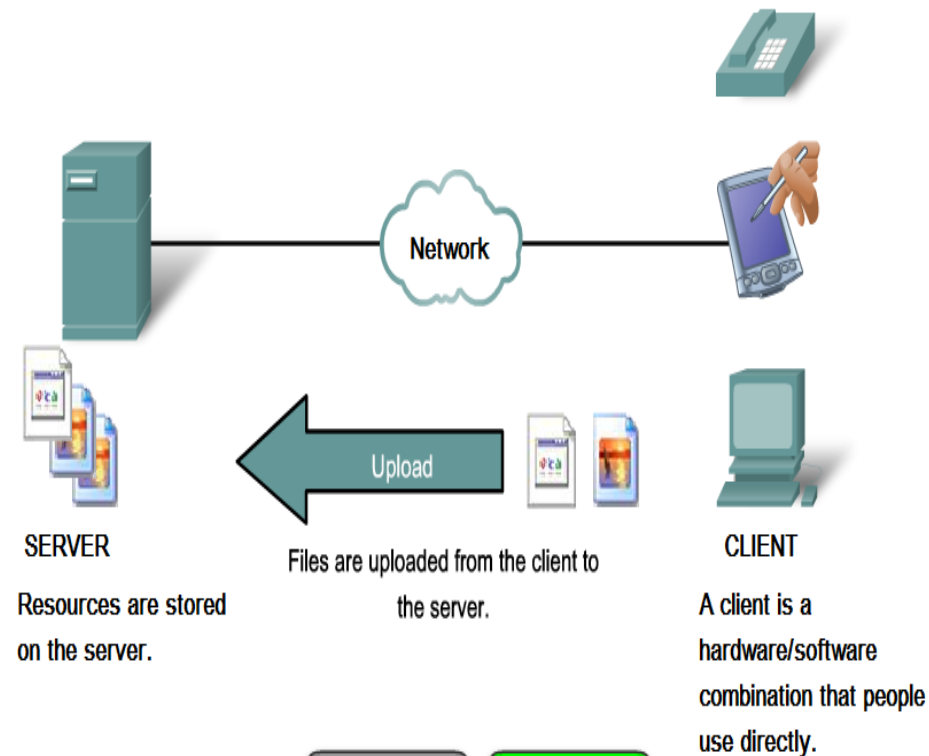 Network
Upload
SERVER
Resources are stored
on the server.
Files are uploaded from the client to
the server.
CLIENT
A client is a
hardware/software
combination that people
use directly.